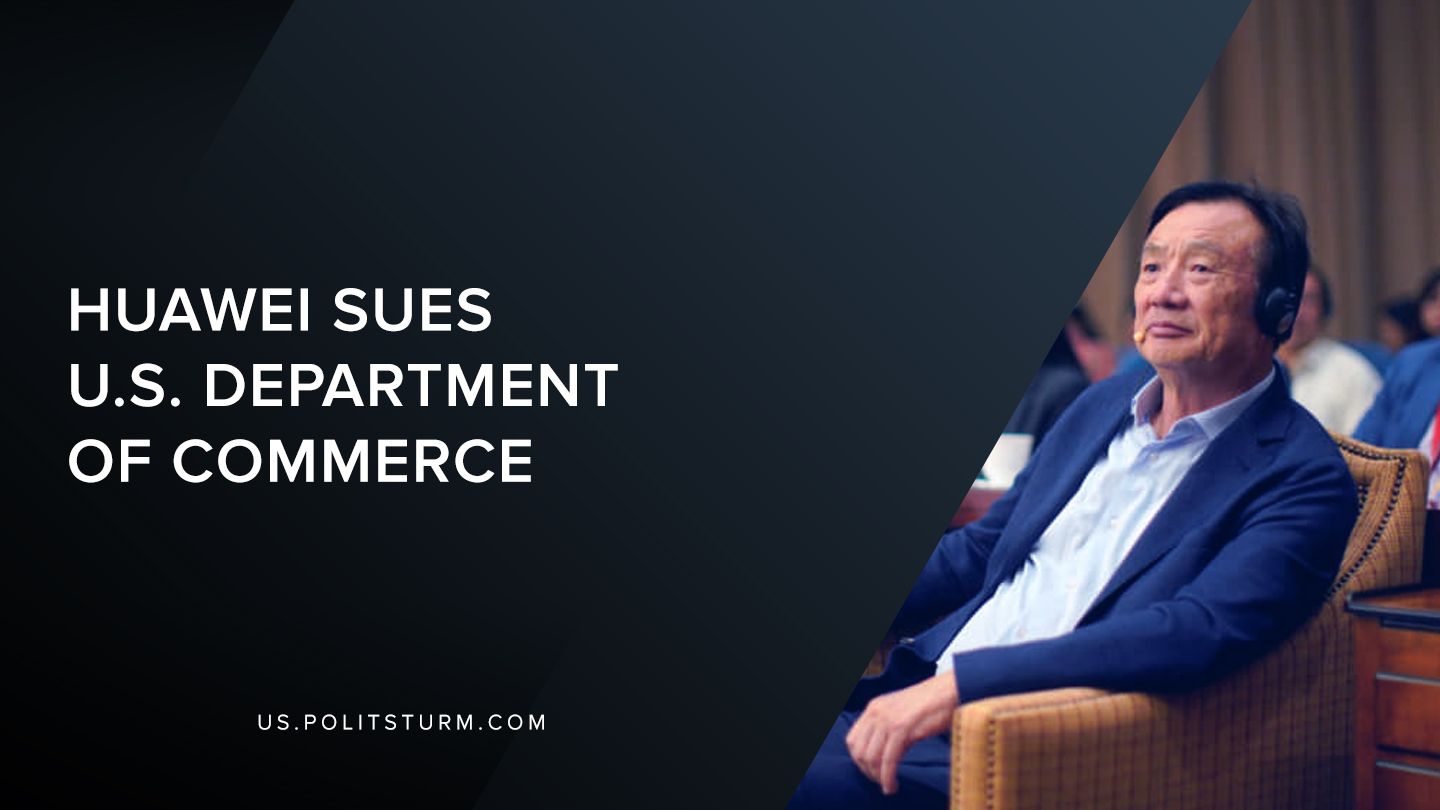 HUAWEI SUES
U.S. DEPARTMENT
OF COMMERCE
US.POLITSTURM.COM